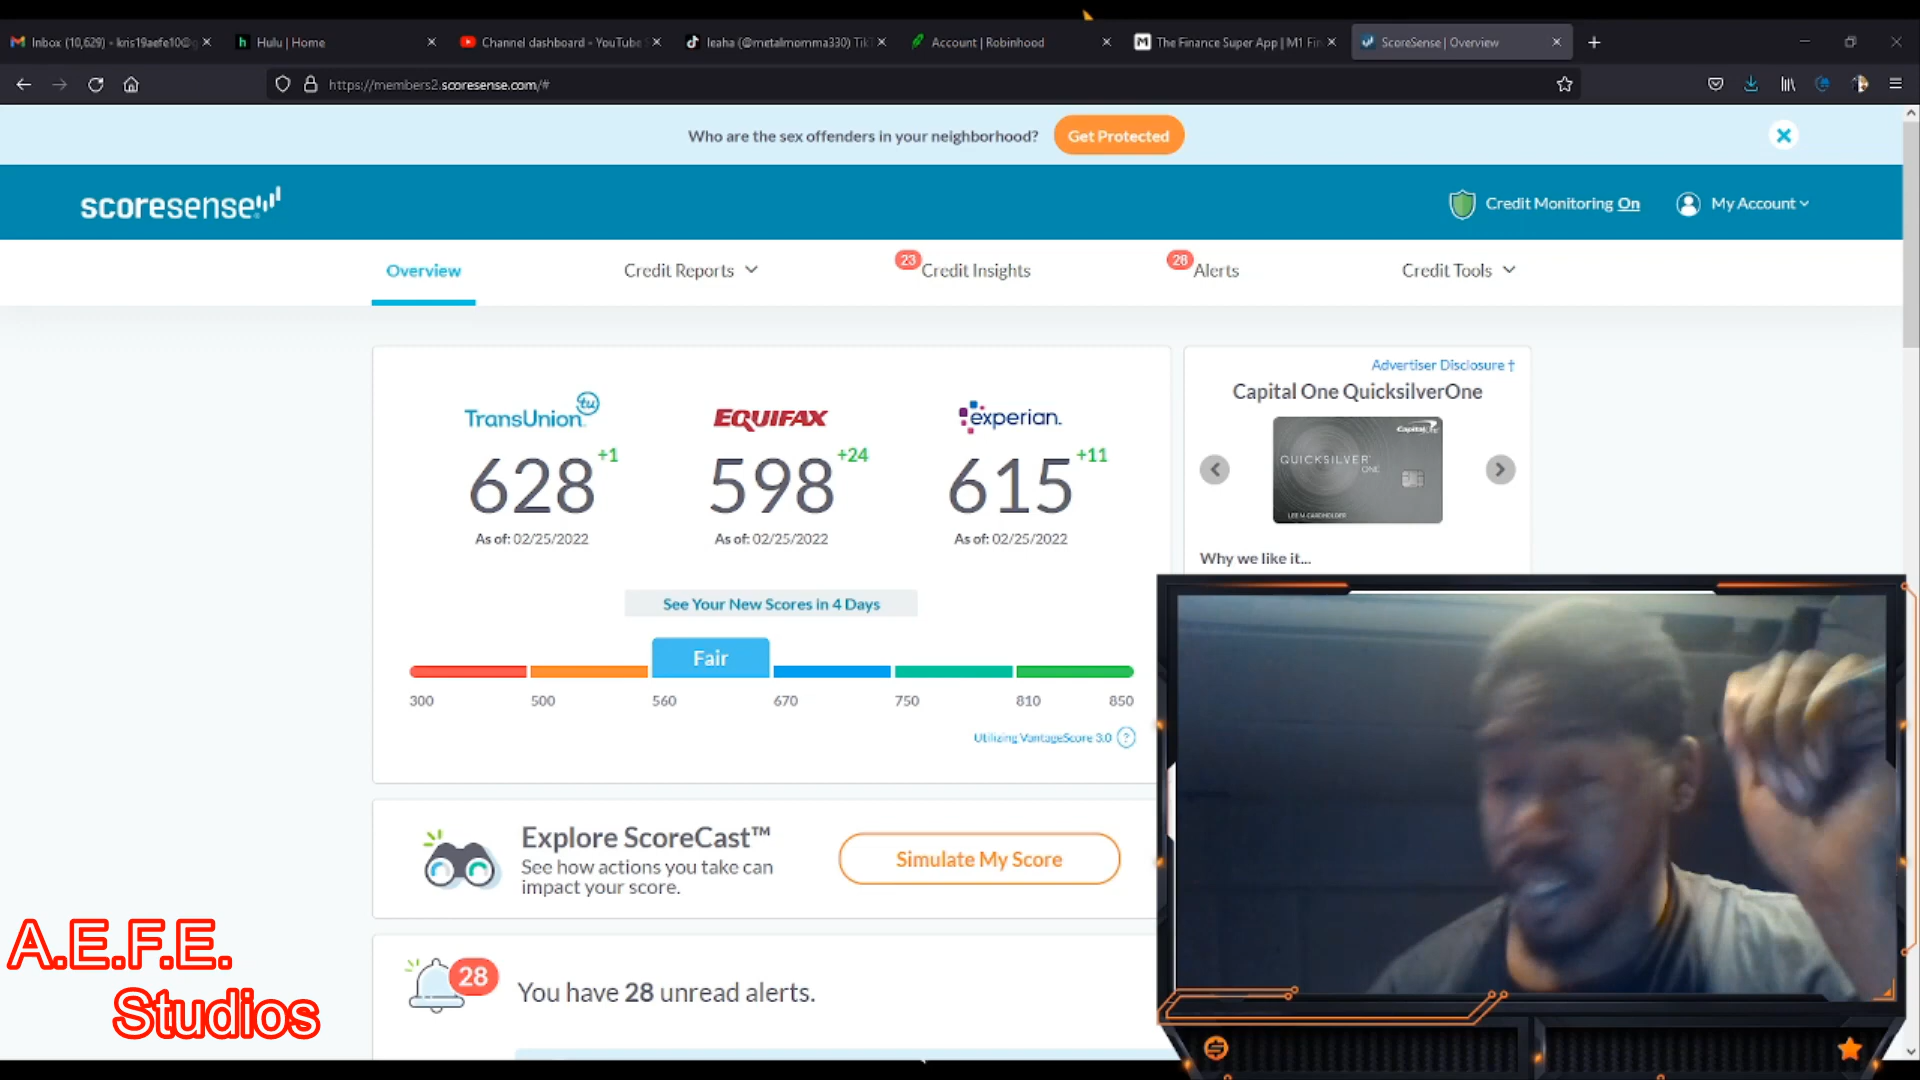 Inbox (10,629) - kris19aefe10@g
Hulu | Home
Channel dashboard - YouTube
leaha (@metalmomma330) TikT
Account | Robinhood
The Finance Super App | M1 Fin
ScoreSense | Overview
https://members2.scoresense.com/#
Who are the sex offenders in your neighborhood? Get Protected
scoresense
Credit Monitoring On
My Account
Overview
Credit Reports
23 Credit Insights
28 Alerts
Credit Tools
TransUnion tu
EQUIFAX
experian.
628 +1
598 +24
615 +11
As of: 02/25/2022
As of: 02/25/2022
As of: 02/25/2022
See Your New Scores in 4 Days
Fair
300 500 560 670 750 810 850
Utilizing VantageScore 3.0 ?
Advertiser Disclosure †
Capital One QuicksilverOne
Capital One
QUICKSILVER
ONE
LEE M CARDHOLDER
Why we like it...
Explore ScoreCast™
See how actions you take can
impact your score.
Simulate My Score
28
You have 28 unread alerts.
A.E.F.E.
Studios